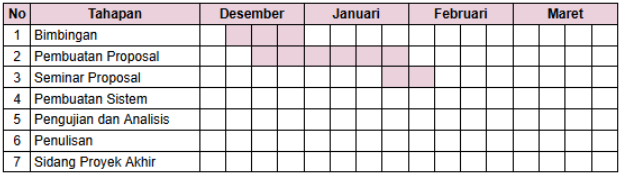 No Tahapan Desember Januari Februari Maret
1 Bimbingan
2 Pembuatan Proposal
3 Seminar Proposal
4 Pembuatan Sistem
5 Pengujian dan Analisis
6 Penulisan
7 Sidang Proyek Akhir